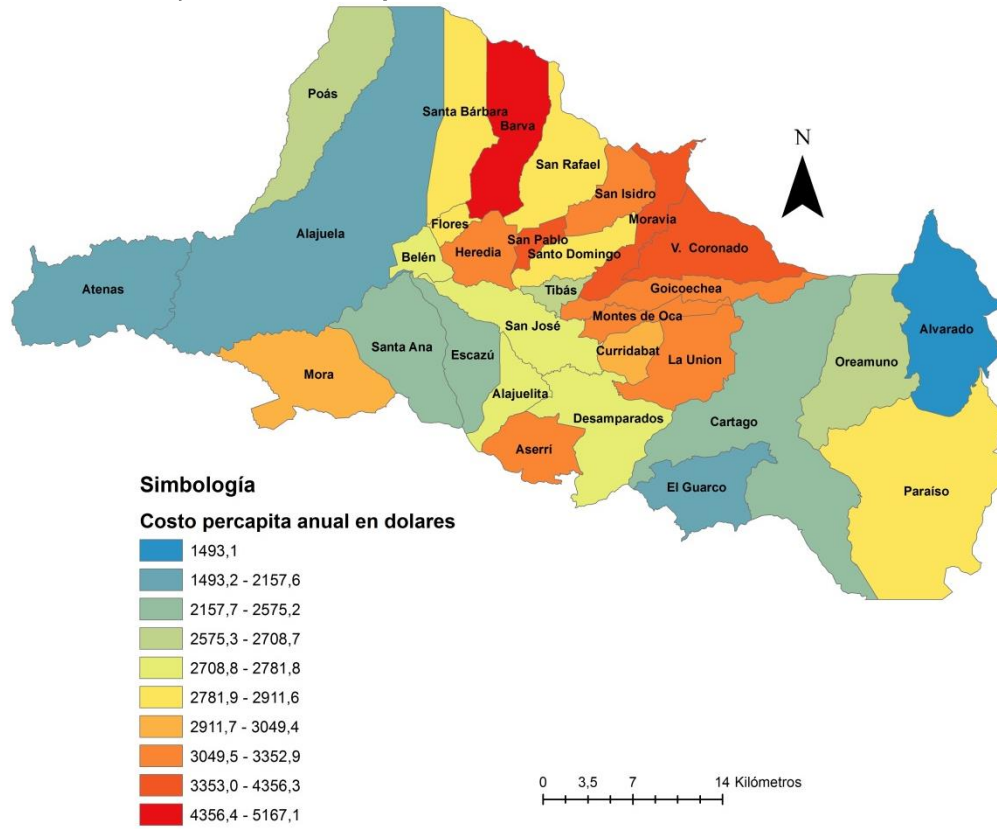 Poás
Santa Bárbara
Barva
N
San Rafael
San Isidro
Alajuela
Flores
San Pablo
Moravia
Belén
Heredia
Santo Domingo
V. Coronado
Atenas
Tibás
Goicoechea
San José
Montes de Oca
Alvarado
Santa Ana
Escazú
Curridabat
La Union
Oreamuno
Mora
Alajuelita
Desamparados
Cartago
Aserrí
El Guarco
Paraíso
Simbología
Costo percapita anual en dolares
1493,1
1493,2 - 2157,6
2157,7 - 2575,2
2575,3 - 2708,7
2708,8 - 2781,8
2781,9 - 2911,6
2911,7 - 3049,4
3049,5 - 3352,9
3353,0 - 4356,3
4356,4 - 5167,1
0 3,5 7 14 Kilómetros